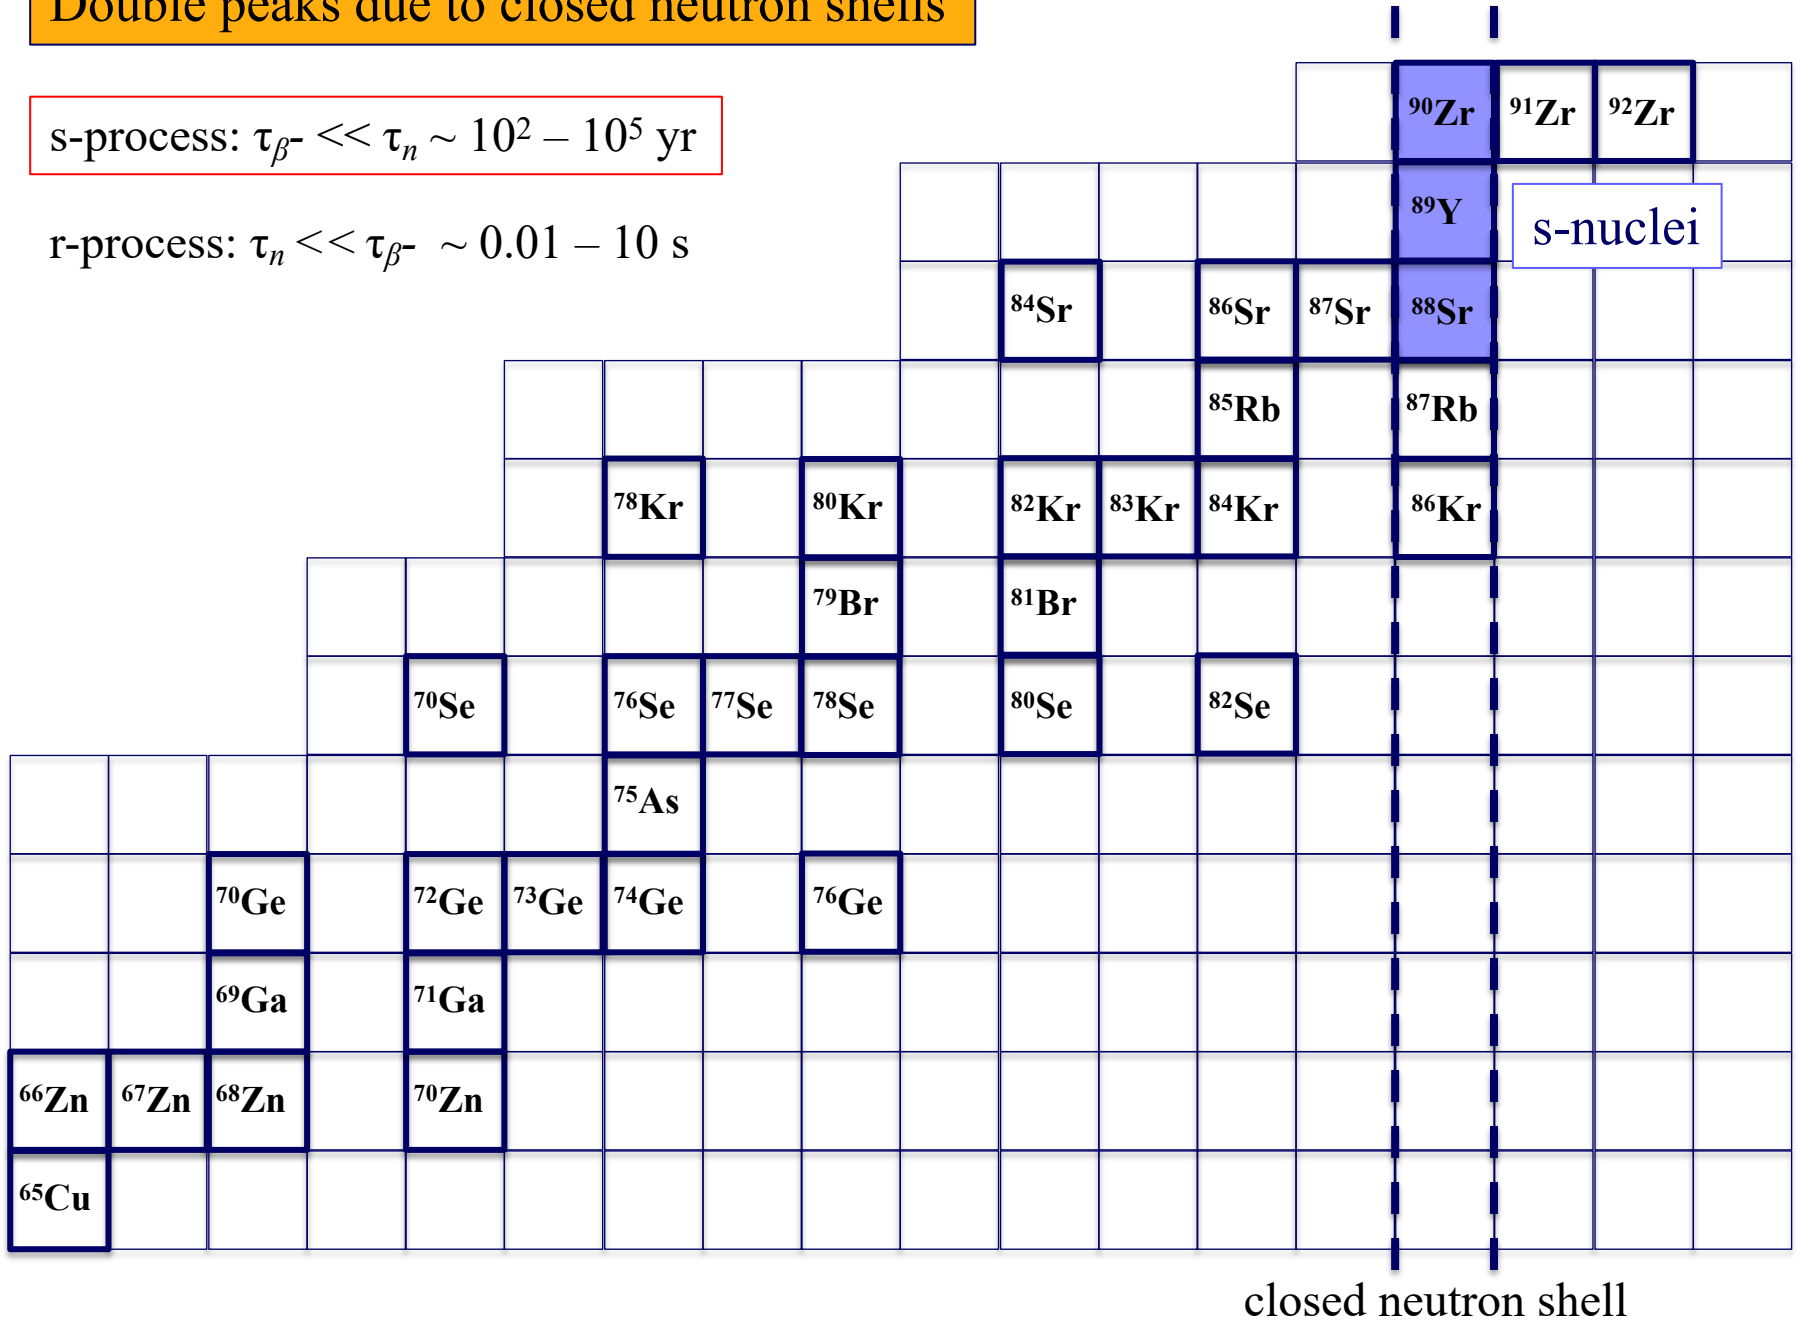 Double peaks due to closed neutron shells
s-process: τβ- << τn ~ 10² – 10⁵ yr
r-process: τn << τβ- ~ 0.01 – 10 s
⁹⁰Zr ⁹¹Zr ⁹²Zr
⁸⁹Y
s-nuclei
⁸⁴Sr ⁸⁶Sr ⁸⁷Sr ⁸⁸Sr
⁸⁵Rb ⁸⁷Rb
⁷⁸Kr ⁸⁰Kr ⁸²Kr ⁸³Kr ⁸⁴Kr ⁸⁶Kr
⁷⁹Br ⁸¹Br
⁷⁰Se ⁷⁶Se ⁷⁷Se ⁷⁸Se ⁸⁰Se ⁸²Se
⁷⁵As
⁷⁰Ge ⁷²Ge ⁷³Ge ⁷⁴Ge ⁷⁶Ge
⁶⁹Ga ⁷¹Ga
⁶⁶Zn ⁶⁷Zn ⁶⁸Zn ⁷⁰Zn
⁶⁵Cu
closed neutron shell